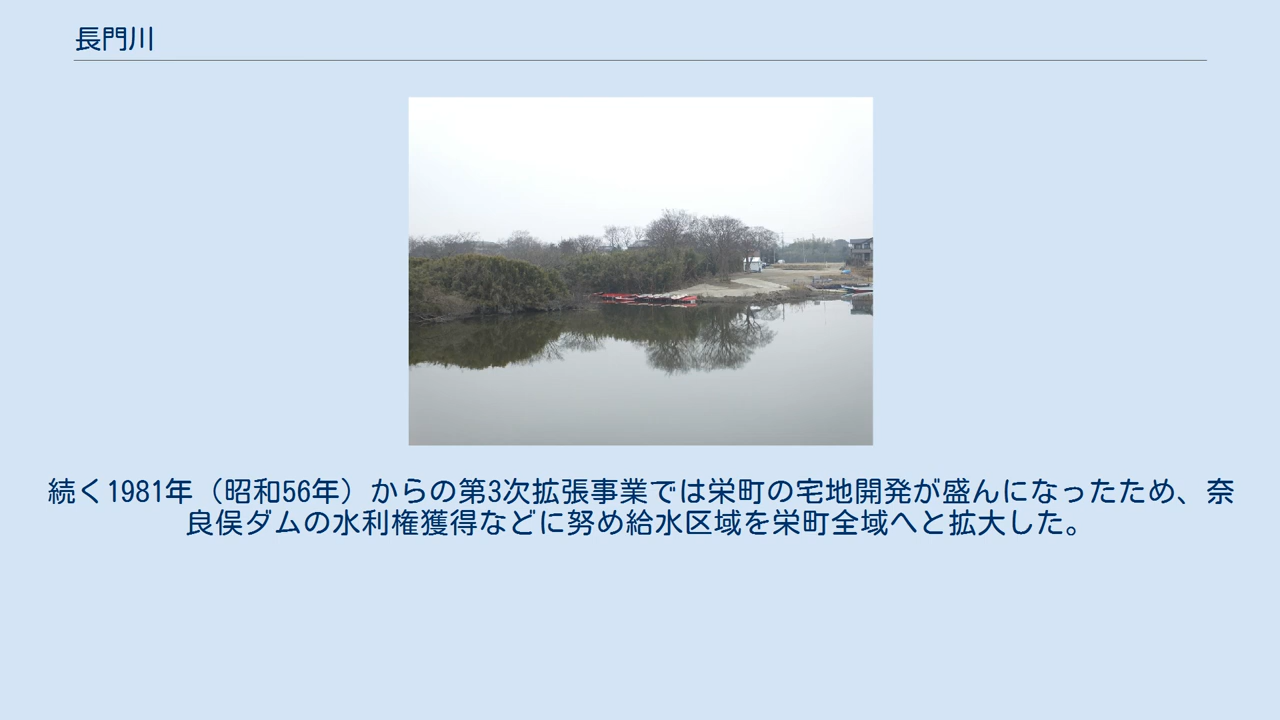 長門川
続く1981年（昭和56年）からの第3次拡張事業では栄町の宅地開発が盛んになったため、奈
良俣ダムの水利権獲得などに努め給水区域を栄町全域へと拡大した。